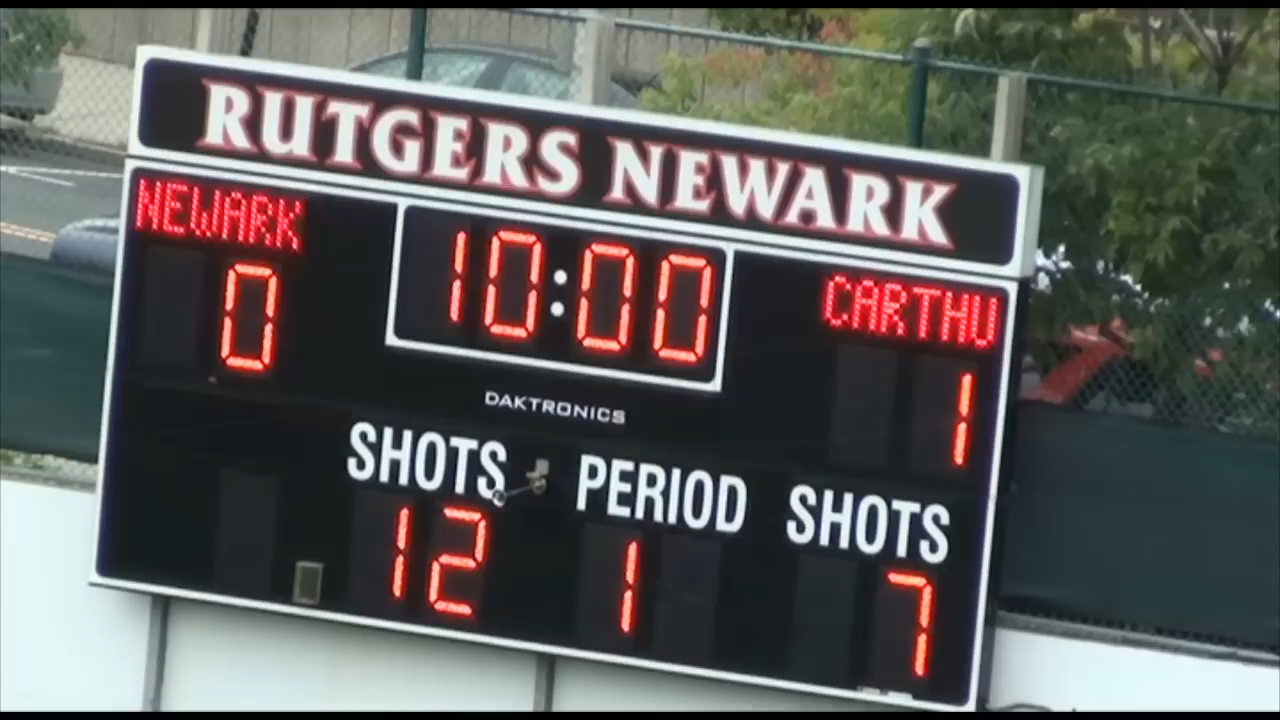 RUTGERS NEWARK
NEWARK
10:00
CARTHU
0
1
DAKTRONICS
SHOTS
PERIOD
SHOTS
12
1
7